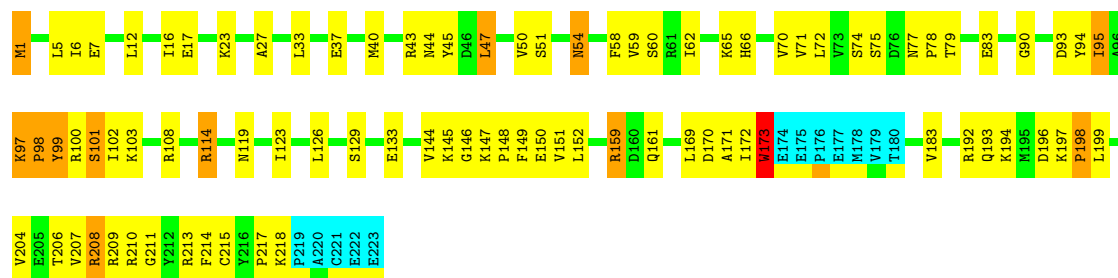 M1 L5 I6 E7 L12 I16 E17 K23 A27 L33 E37 M40 R43 N44 Y45 D46 L47 V50 S51 N54 F58 V59 S60 R61 I62 K65 H66 V70 V71 L72 V73 S74 S75 D76 N77 P78 T79 E83 G90 D93 Y94 I95 A96
K97 P98 Y99 R100 S101 I102 K103 R108 R114 N119 I123 L126 S129 E133 V144 K145 G146 K147 P148 F149 E150 V151 L152 R159 D160 Q161 L169 D170 A171 I172 W173 E174 E175 P176 E177 M178 V179 T180 V183 R192 Q193 K194 M195 D196 K197 P198 L199
V204 E205 T206 V207 R208 R209 R210 G211 Y212 R213 F214 C215 Y216 P217 K218 P219 A220 C221 E222 E223